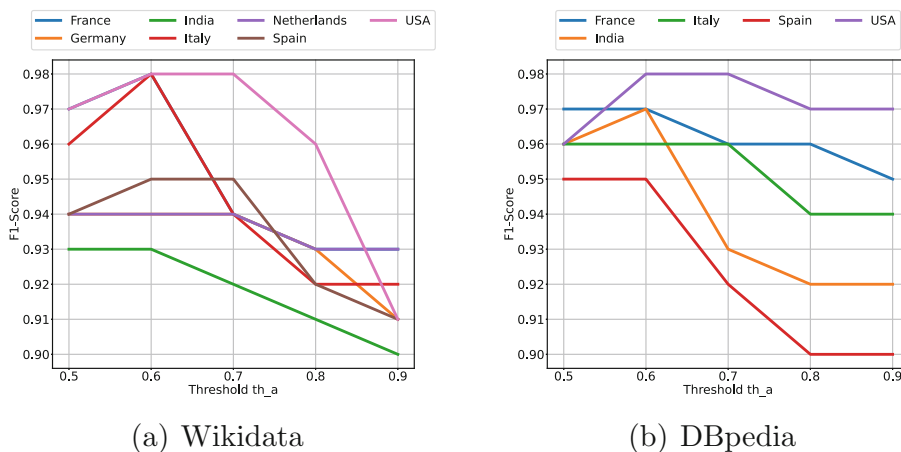 France India Netherlands USA
Germany Italy Spain
France Italy Spain USA
India
0.98
0.97
0.96
0.95
0.94
0.93
0.92
0.91
0.90
F1-Score
0.5 0.6 0.7 0.8 0.9
Threshold th_a
0.98
0.97
0.96
0.95
0.94
0.93
0.92
0.91
0.90
F1-Score
0.5 0.6 0.7 0.8 0.9
Threshold th_a
(a) Wikidata
(b) DBpedia